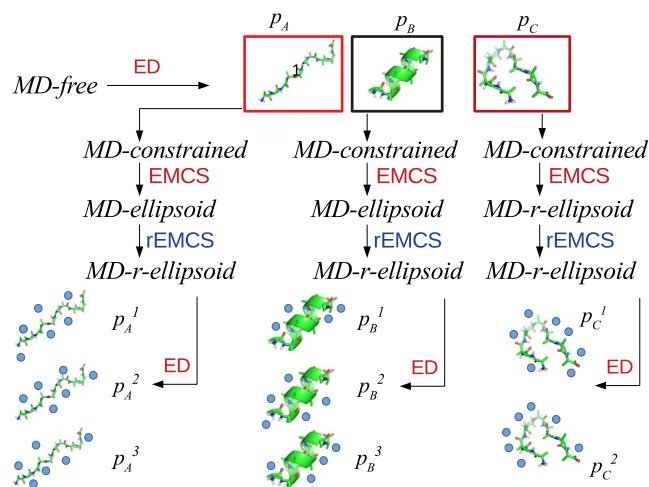 p_A p_B p_C
ED
MD-free
1
MD-constrained MD-constrained MD-constrained
EMCS EMCS EMCS
MD-ellipsoid MD-ellipsoid MD-r-ellipsoid
rEMCS rEMCS rEMCS
MD-r-ellipsoid MD-r-ellipsoid MD-r-ellipsoid
p_A^1 p_B^1 p_C^1
ED ED ED
p_A^2 p_B^2
p_A^3 p_B^3 p_C^2